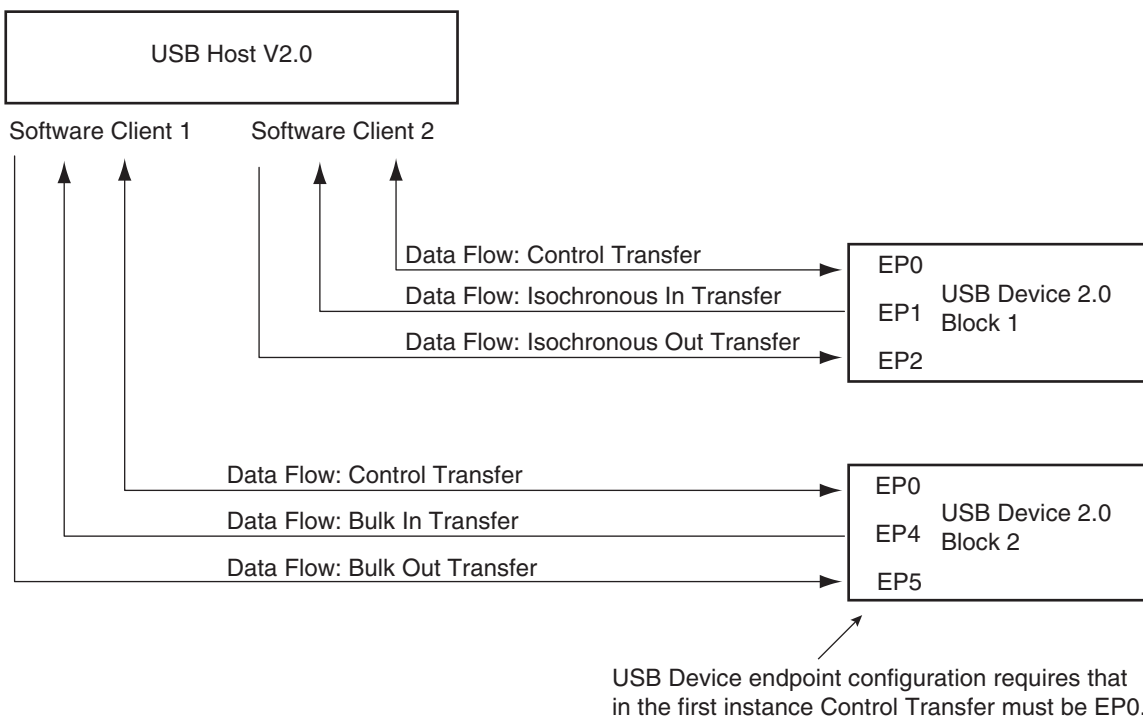 USB Host V2.0
Software Client 1
Software Client 2
Data Flow: Control Transfer
Data Flow: Isochronous In Transfer
Data Flow: Isochronous Out Transfer
EP0
EP1
EP2
USB Device 2.0
Block 1
Data Flow: Control Transfer
Data Flow: Bulk In Transfer
Data Flow: Bulk Out Transfer
EP0
EP4
EP5
USB Device 2.0
Block 2
USB Device endpoint configuration requires that
in the first instance Control Transfer must be EP0.